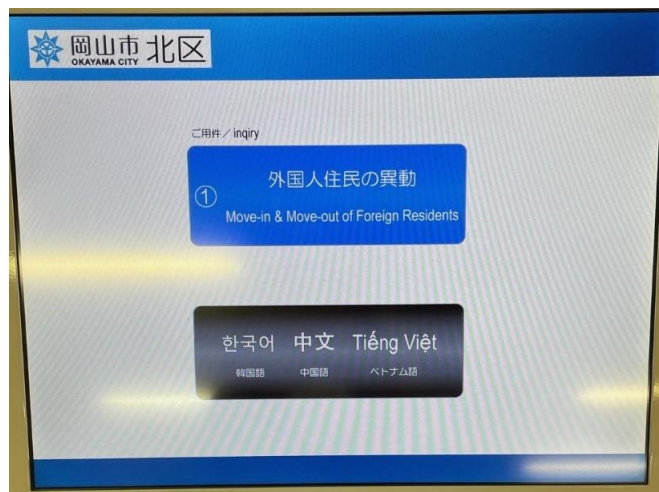 岡山市 北区
OKAYAMA CITY
ご用件／inqiry
外国人住民の異動
①
Move-in & Move-out of Foreign Residents
한국어 中文 Tiếng Việt
韓国語 中国語 ベトナム語